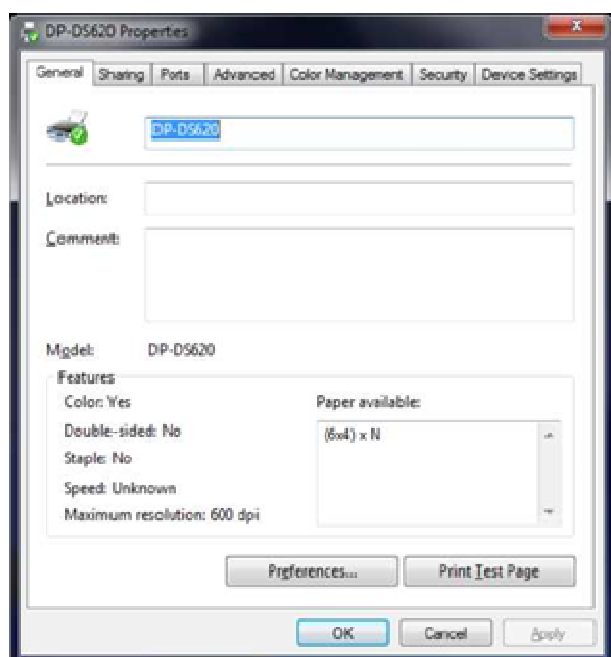 DP-DS620 Properties
General Sharing Ports Advanced Color Management Security Device Settings
DP-DS620
Location:
Comment:
Model: DP-DS620
Features
Color: Yes
Paper available:
Double-sided: No
(6x4) x N
Staple: No
Speed: Unknown
Maximum resolution: 600 dpi
Preferences... Print Test Page
OK Cancel Apply